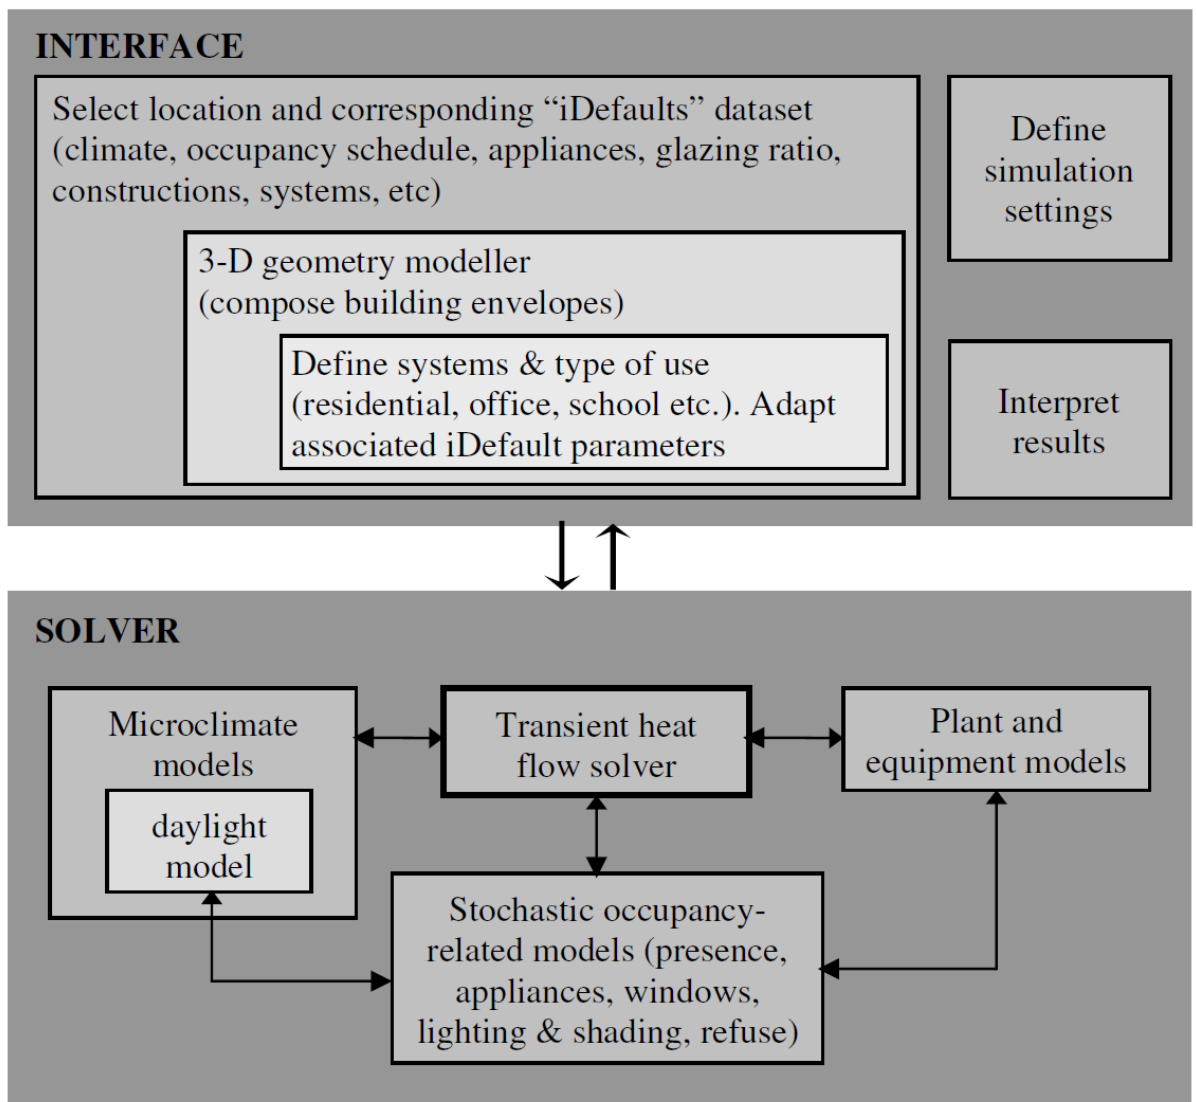 INTERFACE
Select location and corresponding “iDefaults” dataset
(climate, occupancy schedule, appliances, glazing ratio,
constructions, systems, etc)
3-D geometry modeller
(compose building envelopes)
Define systems & type of use
(residential, office, school etc.). Adapt
associated iDefault parameters
Define
simulation
settings
Interpret
results
SOLVER
Microclimate
models
daylight
model
Transient heat
flow solver
Plant and
equipment models
Stochastic occupancy-
related models (presence,
appliances, windows,
lighting & shading, refuse)